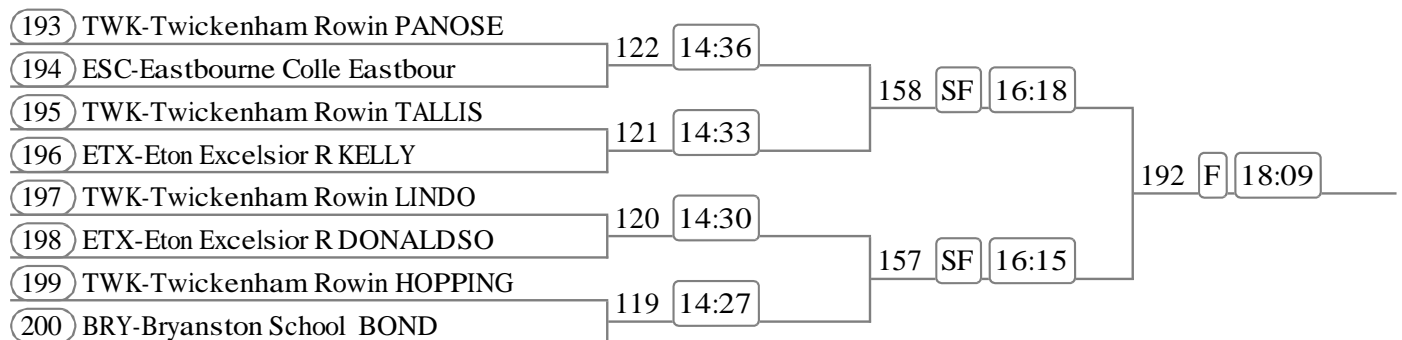 193 TWK-Twickenham Rowin PANOSE
122 14:36
194 ESC-Eastbourne Colle Eastbour
158 SF 16:18
195 TWK-Twickenham Rowin TALLIS
121 14:33
196 ETX-Eton Excelsior R KELLY
192 F 18:09
197 TWK-Twickenham Rowin LINDO
120 14:30
198 ETX-Eton Excelsior R DONALDSO
157 SF 16:15
199 TWK-Twickenham Rowin HOPPING
119 14:27
200 BRY-Bryanston School BOND